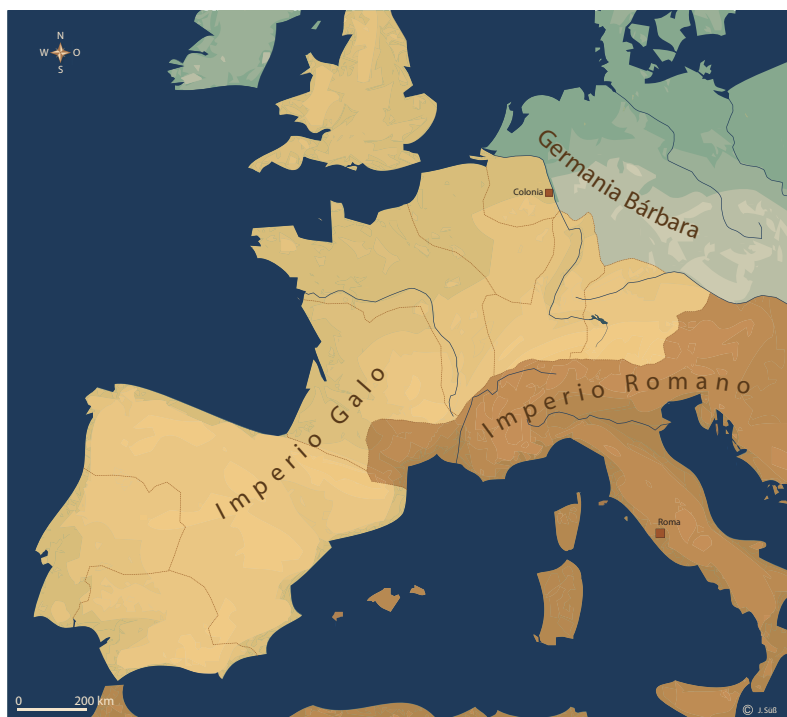 N
W O
S
Germania Bárbara
Colonia
Imperio Galo
Imperio Romano
Roma
0 200 km
© J. Süß